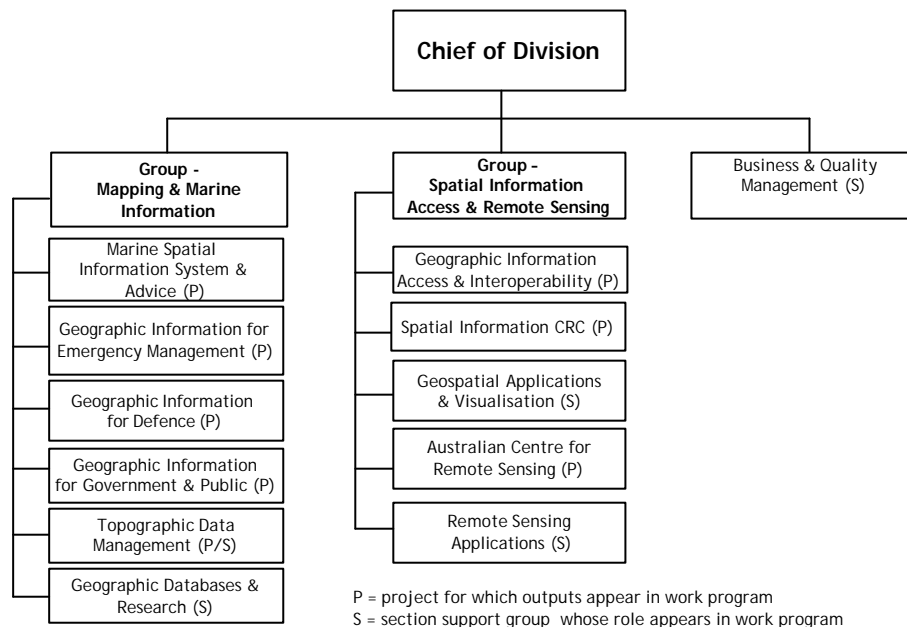 Chief of Division
Group -
Mapping & Marine
Information
Marine Spatial
Information System &
Advice (P)
Geographic Information for
Emergency Management (P)
Geographic Information
for Defence (P)
Geographic Information
for Government & Public (P)
Topographic Data
Management (P/S)
Geographic Databases &
Research (S)
Group –
Spatial Information
Access & Remote Sensing
Geographic Information
Access & Interoperability (P)
Spatial Information CRC (P)
Geospatial Applications
& Visualisation (S)
Australian Centre for
Remote Sensing (P)
Remote Sensing
Applications (S)
Business & Quality
Management (S)
P = project for which outputs appear in work program
S = section support group whose role appears in work program